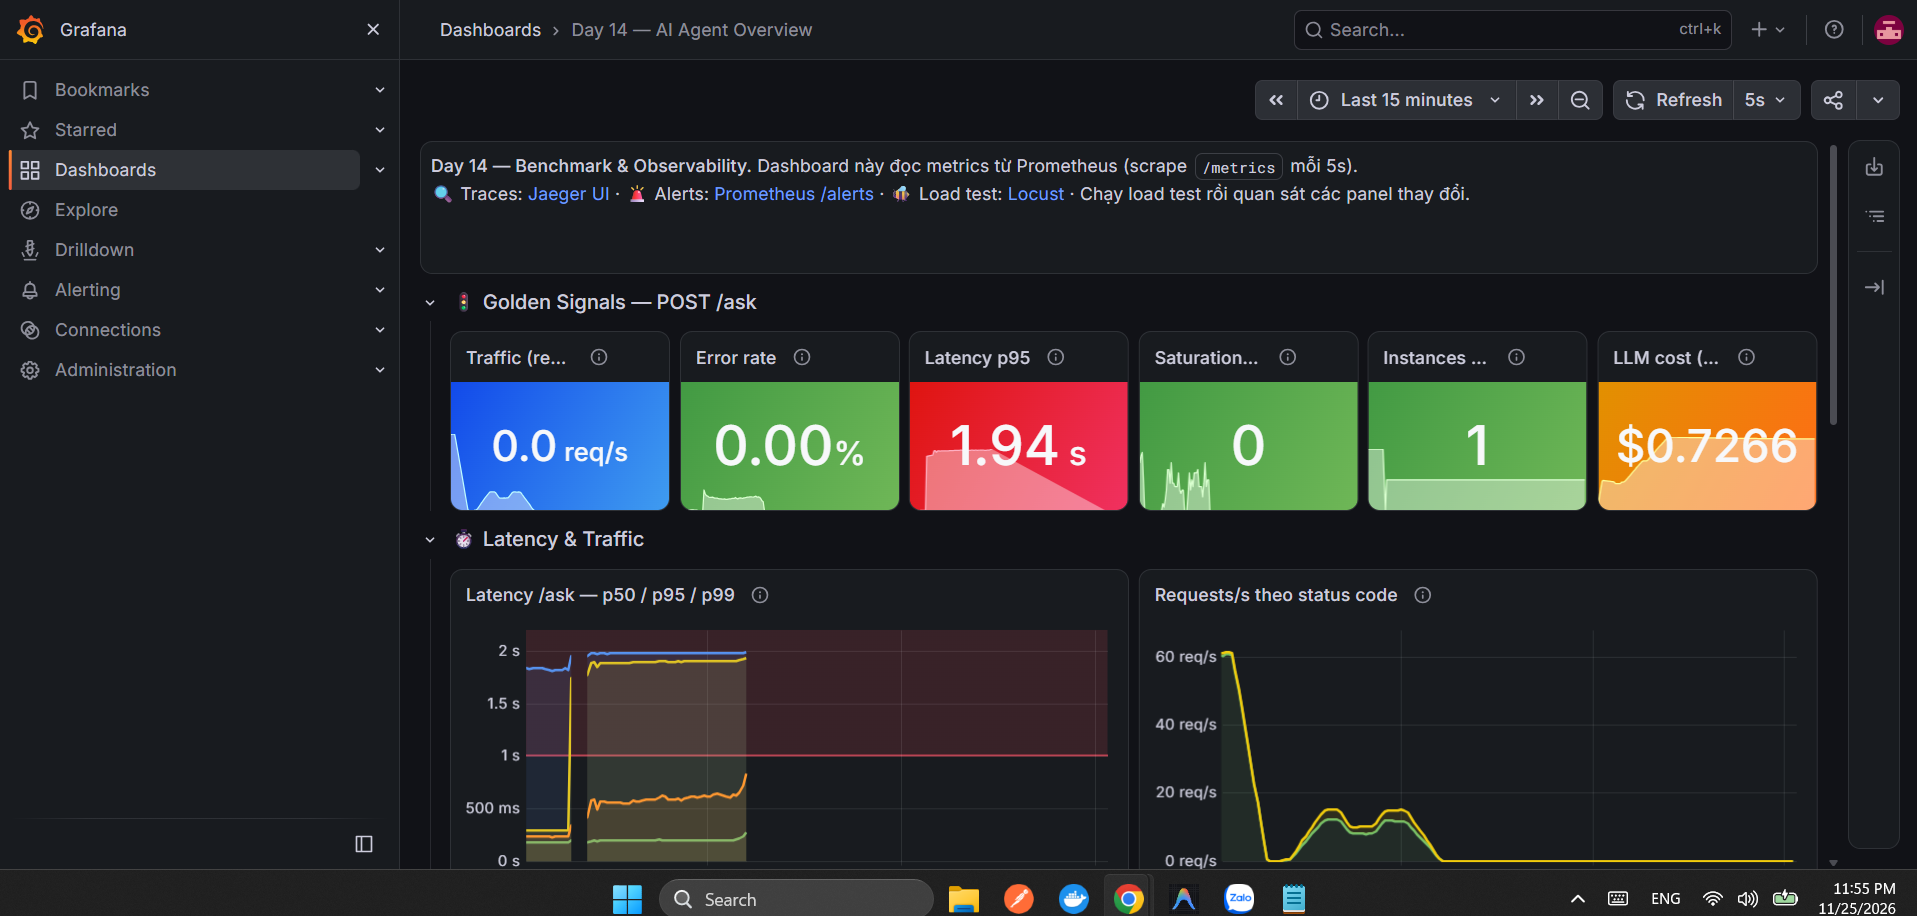 Grafana
Dashboards › Day 14 — AI Agent Overview
Search...
ctrl+k
Bookmarks
Starred
Dashboards
Explore
Drilldown
Alerting
Connections
Administration
Last 15 minutes
Refresh
5s
Day 14 — Benchmark & Observability. Dashboard này đọc metrics từ Prometheus (scrape /metrics mỗi 5s).
Traces: Jaeger UI · Alerts: Prometheus /alerts · Load test: Locust · Chạy load test rồi quan sát các panel thay đổi.
Golden Signals — POST /ask
Traffic (re...
0.0 req/s
Error rate
0.00%
Latency p95
1.94 s
Saturation...
0
Instances ...
1
LLM cost (...
$0.7266
Latency & Traffic
Latency /ask — p50 / p95 / p99
2 s
1.5 s
1 s
500 ms
0 s
Requests/s theo status code
60 req/s
40 req/s
20 req/s
0 req/s
Search
Zalo
ENG
11:55 PM
11/25/2026